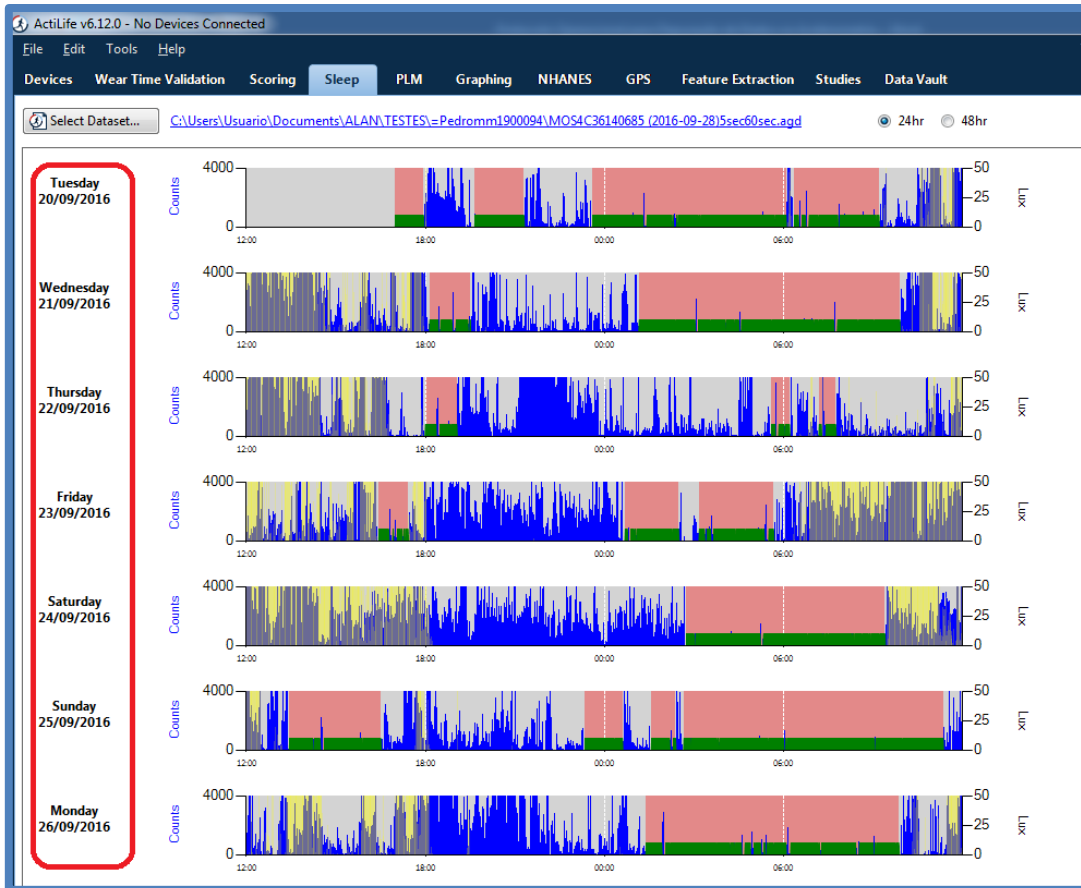 ActiLife v6.12.0 - No Devices Connected
File Edit Tools Help
Devices Wear Time Validation Scoring Sleep PLM Graphing NHANES GPS Feature Extraction Studies Data Vault
Select Dataset... C:\Users\Usuario\Documents\ALAN\TESTES\=Pedromm1900094\MOS4C36140685 (2016-09-28)5sec60sec.agd 24hr 48hr
Tuesday
20/09/2016
Counts
4000
0
50
25
0
Lux
12:00 18:00 00:00 06:00
Wednesday
21/09/2016
Counts
4000
0
50
25
0
Lux
12:00 18:00 00:00 06:00
Thursday
22/09/2016
Counts
4000
0
50
25
0
Lux
12:00 18:00 00:00 06:00
Friday
23/09/2016
Counts
4000
0
50
25
0
Lux
12:00 18:00 00:00 06:00
Saturday
24/09/2016
Counts
4000
0
50
25
0
Lux
12:00 18:00 00:00 06:00
Sunday
25/09/2016
Counts
4000
0
50
25
0
Lux
12:00 18:00 00:00 06:00
Monday
26/09/2016
Counts
4000
0
50
25
0
Lux
12:00 18:00 00:00 06:00